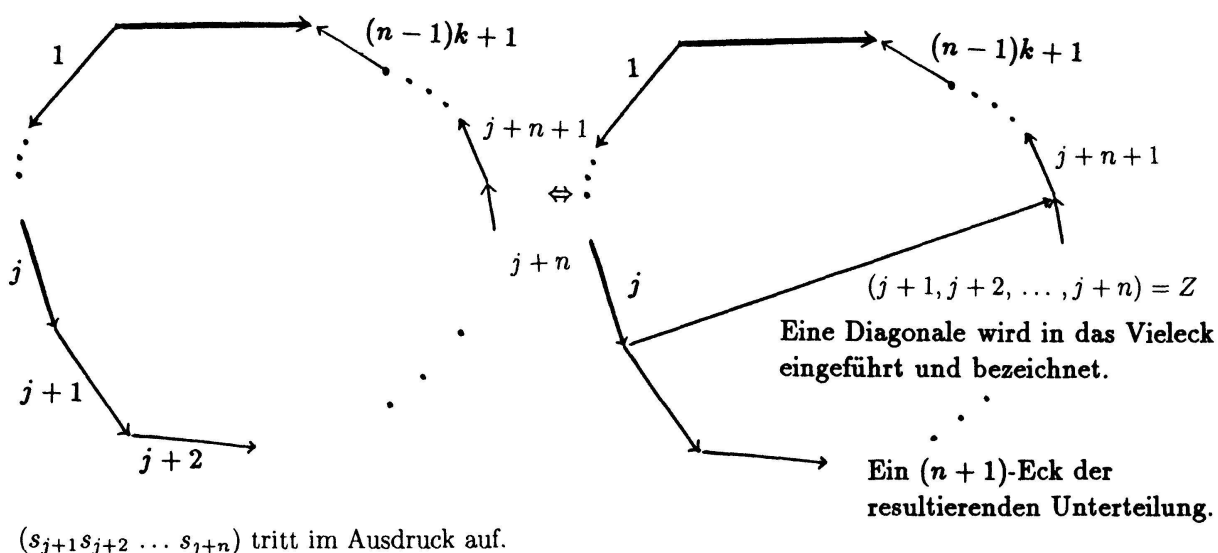 1
(n − 1)k + 1
j + n + 1
j
j + n
j + 1
j + 2
⇔
1
(n − 1)k + 1
j + n + 1
j
(j + 1, j + 2, ..., j + n) = Z
Eine Diagonale wird in das Vieleck
eingeführt und bezeichnet.
Ein (n + 1)-Eck der
resultierenden Unterteilung.
(s_{j+1}s_{j+2} ... s_{j+n}) tritt im Ausdruck auf.